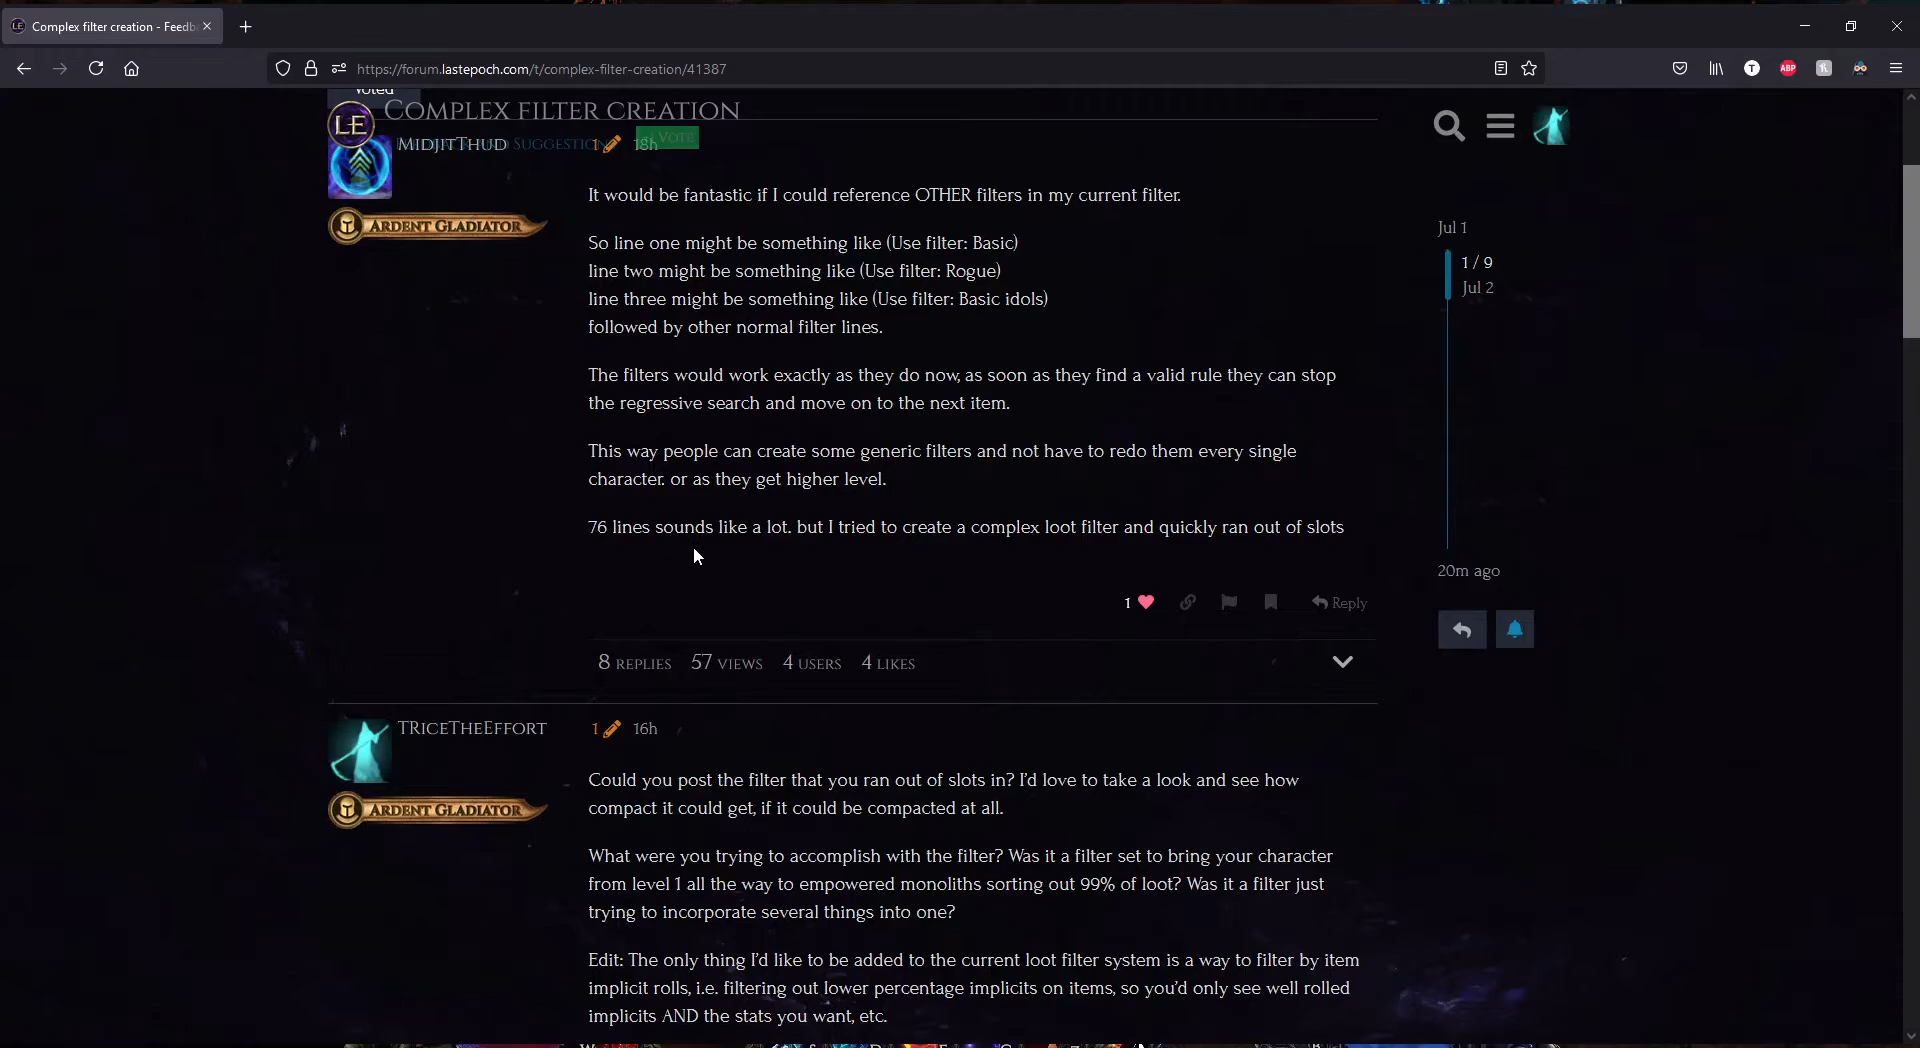 Complex filter creation - Feedb
https://forum.lastepoch.com/t/complex-filter-creation/41387
Voted
LE
Complex filter creation
MidjitThud
Suggestion
1
18h
Vote
Ardent Gladiator
It would be fantastic if I could reference OTHER filters in my current filter.
So line one might be something like (Use filter: Basic)
line two might be something like (Use filter: Rogue)
line three might be something like (Use filter: Basic idols)
followed by other normal filter lines.
The filters would work exactly as they do now, as soon as they find a valid rule they can stop
the regressive search and move on to the next item.
This way people can create some generic filters and not have to redo them every single
character. or as they get higher level.
76 lines sounds like a lot. but I tried to create a complex loot filter and quickly ran out of slots
1
Reply
8 replies 57 views 4 users 4 likes
Jul 1
1 / 9
Jul 2
20m ago
TRiceTheEffort
1
16h
Ardent Gladiator
Could you post the filter that you ran out of slots in? I'd love to take a look and see how
compact it could get, if it could be compacted at all.
What were you trying to accomplish with the filter? Was it a filter set to bring your character
from level 1 all the way to empowered monoliths sorting out 99% of loot? Was it a filter just
trying to incorporate several things into one?
Edit: The only thing I'd like to be added to the current loot filter system is a way to filter by item
implicit rolls, i.e. filtering out lower percentage implicits on items, so you'd only see well rolled
implicits AND the stats you want, etc.
T
ABP